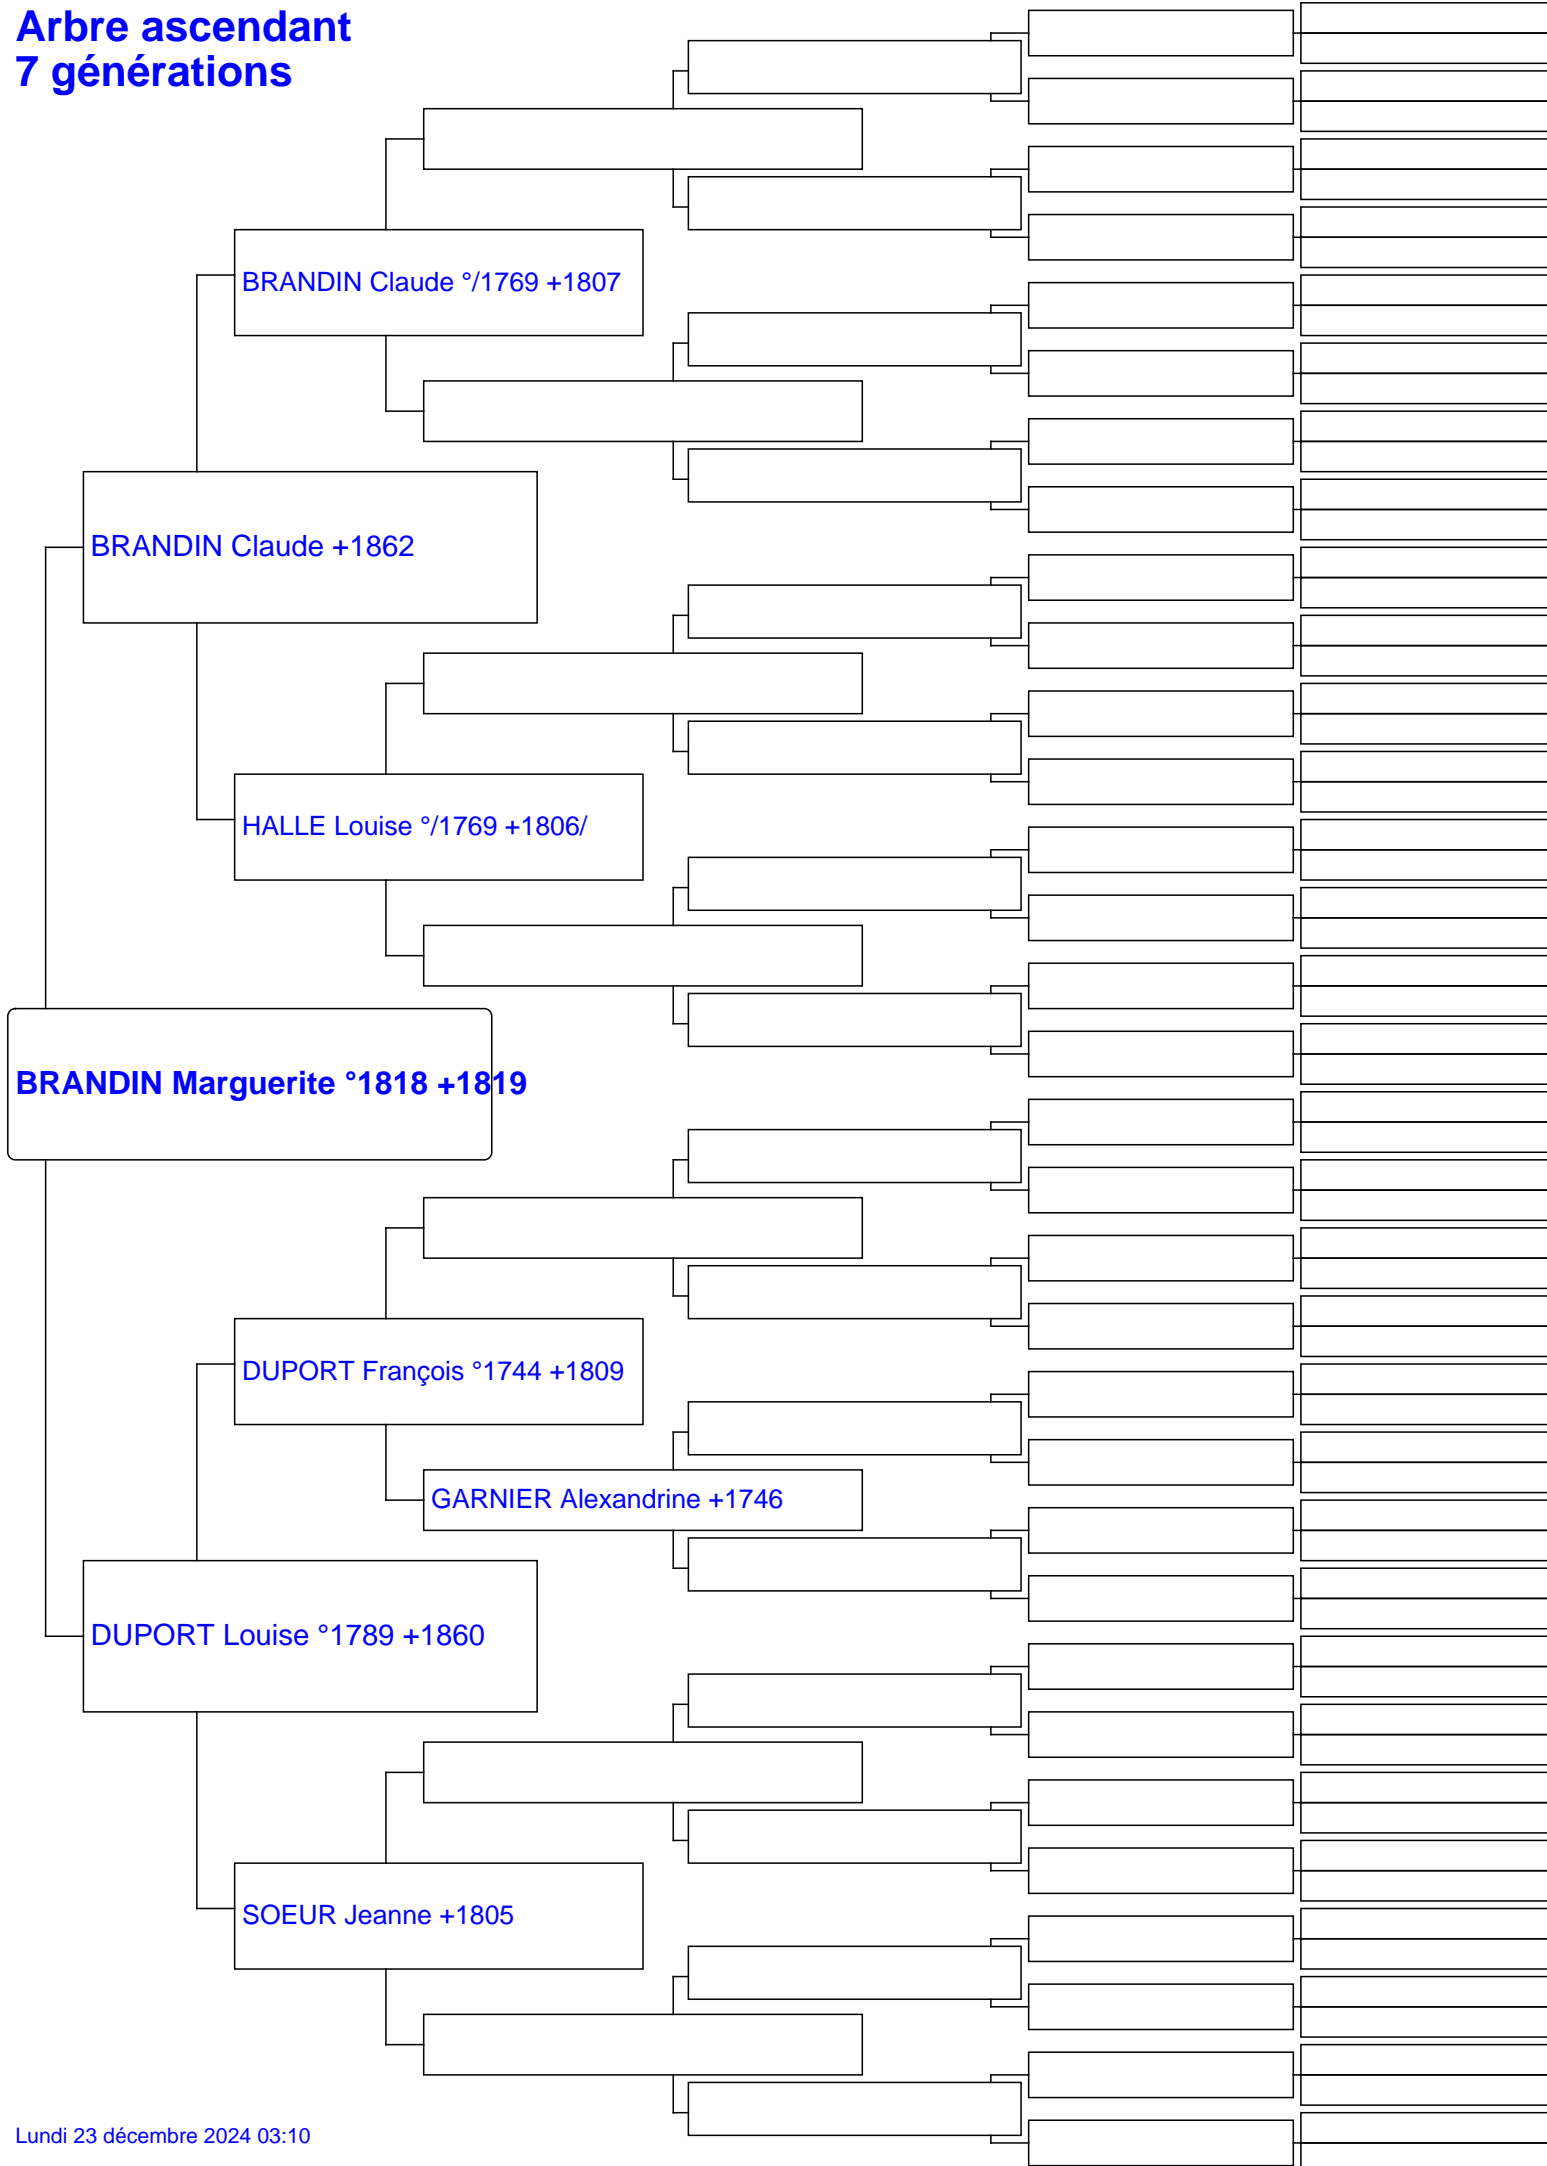 Arbre ascendant
7 générations
BRANDIN Claude °/1769 +1807
BRANDIN Claude +1862
HALLE Louise °/1769 +1806/
BRANDIN Marguerite °1818 +1819
DUPORT François °1744 +1809
GARNIER Alexandrine +1746
DUPORT Louise °1789 +1860
SOEUR Jeanne +1805
Lundi 23 décembre 2024 03:10